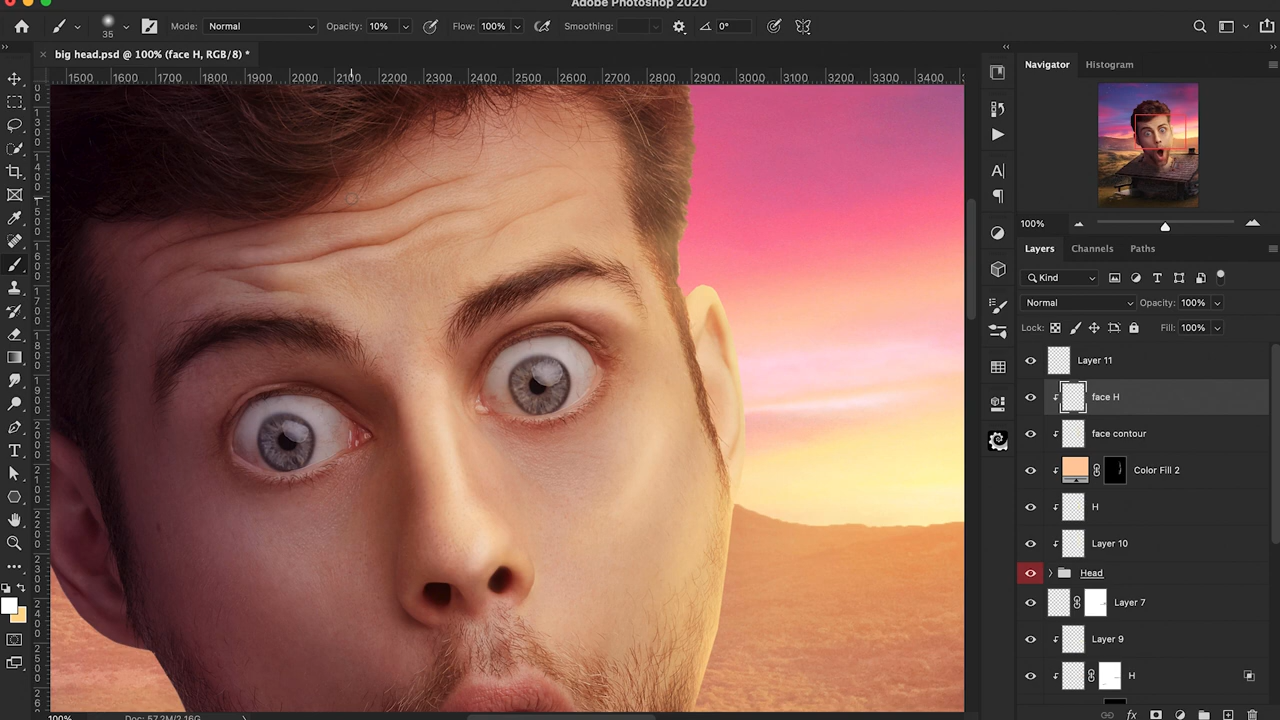 Adobe Photoshop 2020
35
Mode: Normal
Opacity: 10%
Flow: 100%
Smoothing:
0°
big head.psd @ 100% (face H, RGB/8) *
1500 1600 1700 1800 1900 2000 2100 2200 2300 2400 2500 2600 2700 2800 2900 3000 3100 3200 3300 3400
Navigator
Histogram
100%
Layers
Channels
Paths
Kind
Normal
Opacity: 100%
Lock:
Fill: 100%
Layer 11
face H
face contour
Color Fill 2
H
Layer 10
Head
Layer 7
Layer 9
H
fx
100%
Doc: 57.2M/2.16G